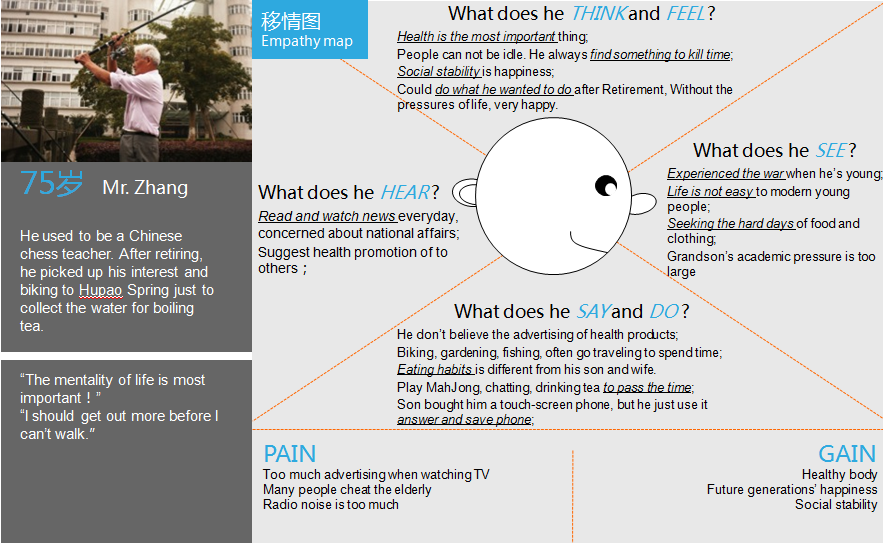 移情图
Empathy map
What does he THINK and FEEL?
Health is the most important thing;
People can not be idle. He always find something to kill time;
Social stability is happiness;
Could do what he wanted to do after Retirement, Without the
pressures of life, very happy.
75岁 Mr. Zhang
He used to be a Chinese
chess teacher. After retiring,
he picked up his interest and
biking to Hupao Spring just to
collect the water for boiling
tea.
“The mentality of life is most
important！”
“I should get out more before I
can’t walk.”
What does he HEAR?
Read and watch news everyday,
concerned about national affairs;
Suggest health promotion of to
others；
What does he SEE?
Experienced the war when he’s young;
Life is not easy to modern young
people;
Seeking the hard days of food and
clothing;
Grandson’s academic pressure is too
large
What does he SAY and DO?
He don’t believe the advertising of health products;
Biking, gardening, fishing, often go traveling to spend time;
Eating habits is different from his son and wife.
Play MahJong, chatting, drinking tea to pass the time;
Son bought him a touch-screen phone, but he just use it
answer and save phone;
PAIN
Too much advertising when watching TV
Many people cheat the elderly
Radio noise is too much
GAIN
Healthy body
Future generations’ happiness
Social stability